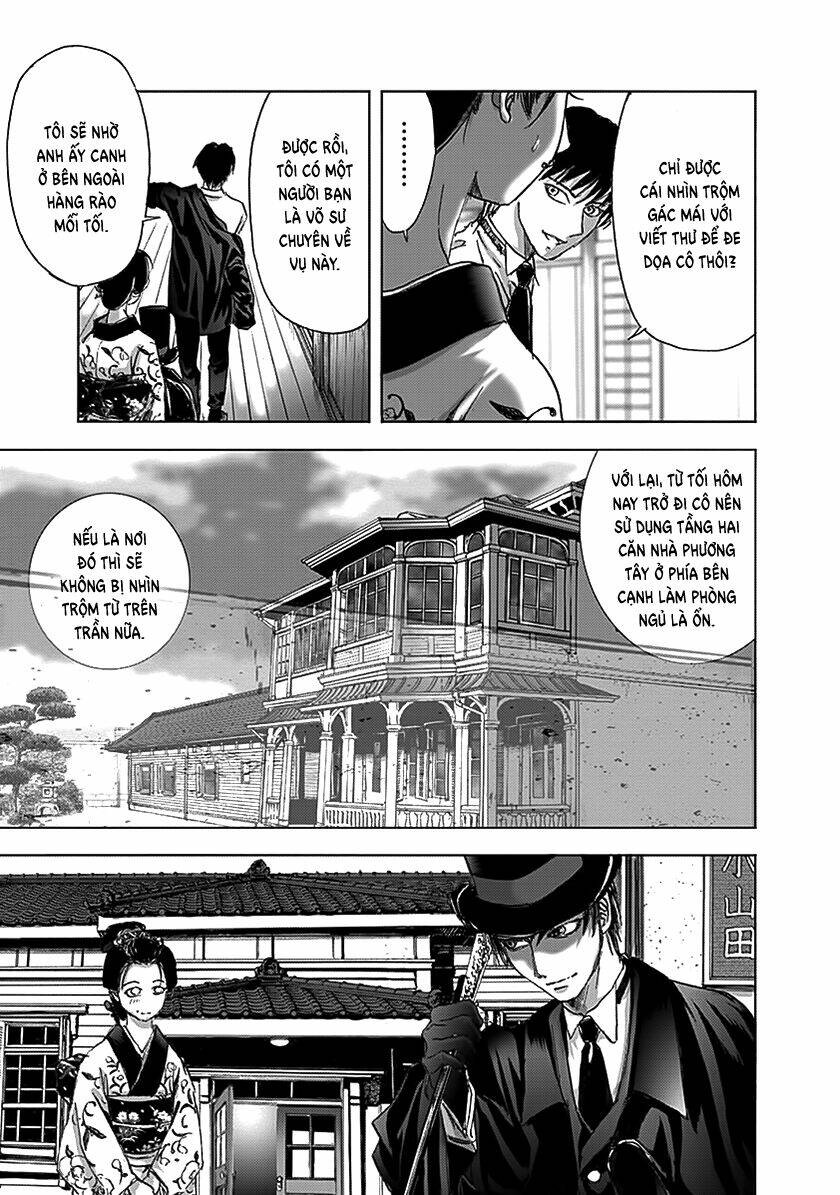 CHỈ ĐƯỢC
CÁI NHÌN TRỘM
GÁC MÁI VỚI
VIẾT THƯ ĐỂ ĐE
DỌA CÔ THÔI?
........
ĐƯỢC RỒI,
TÔI CÓ MỘT
NGƯỜI BẠN
LÀ VÕ SƯ
CHUYÊN VỀ
VỤ NÀY.
TÔI SẼ NHỜ
ANH ẤY CANH
Ở BÊN NGOÀI
HÀNG RÀO
MỖI TỐI.
VỚI LẠI, TỪ TỐI HÔM
NAY TRỞ ĐI CÔ NÊN
SỬ DỤNG TẦNG HAI
CĂN NHÀ PHƯƠNG
TÂY Ở PHÍA BÊN
CẠNH LÀM PHÒNG
NGỦ LÀ ỔN.
NẾU LÀ NƠI
ĐÓ THÌ SẼ
KHÔNG BỊ NHÌN
TRỘM TỪ TRÊN
TRẦN NỮA.
小山田